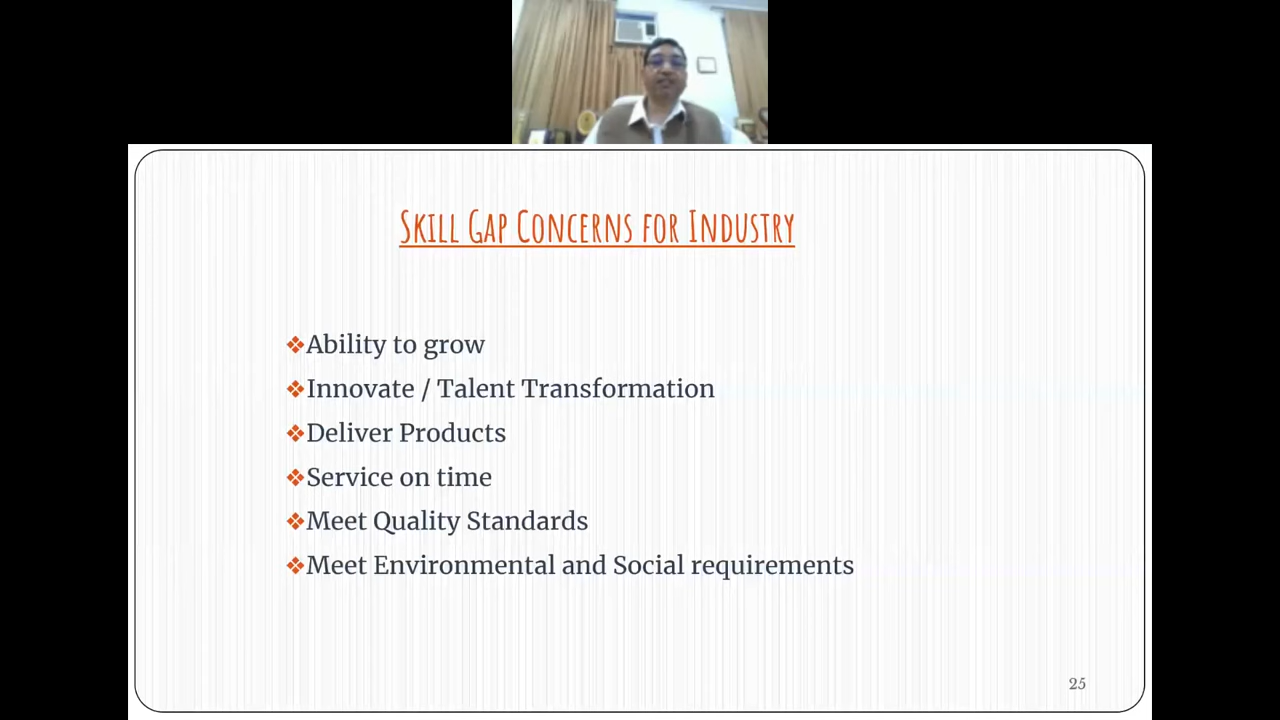 Skill Gap Concerns for Industry
❖Ability to grow
❖Innovate / Talent Transformation
❖Deliver Products
❖Service on time
❖Meet Quality Standards
❖Meet Environmental and Social requirements
25